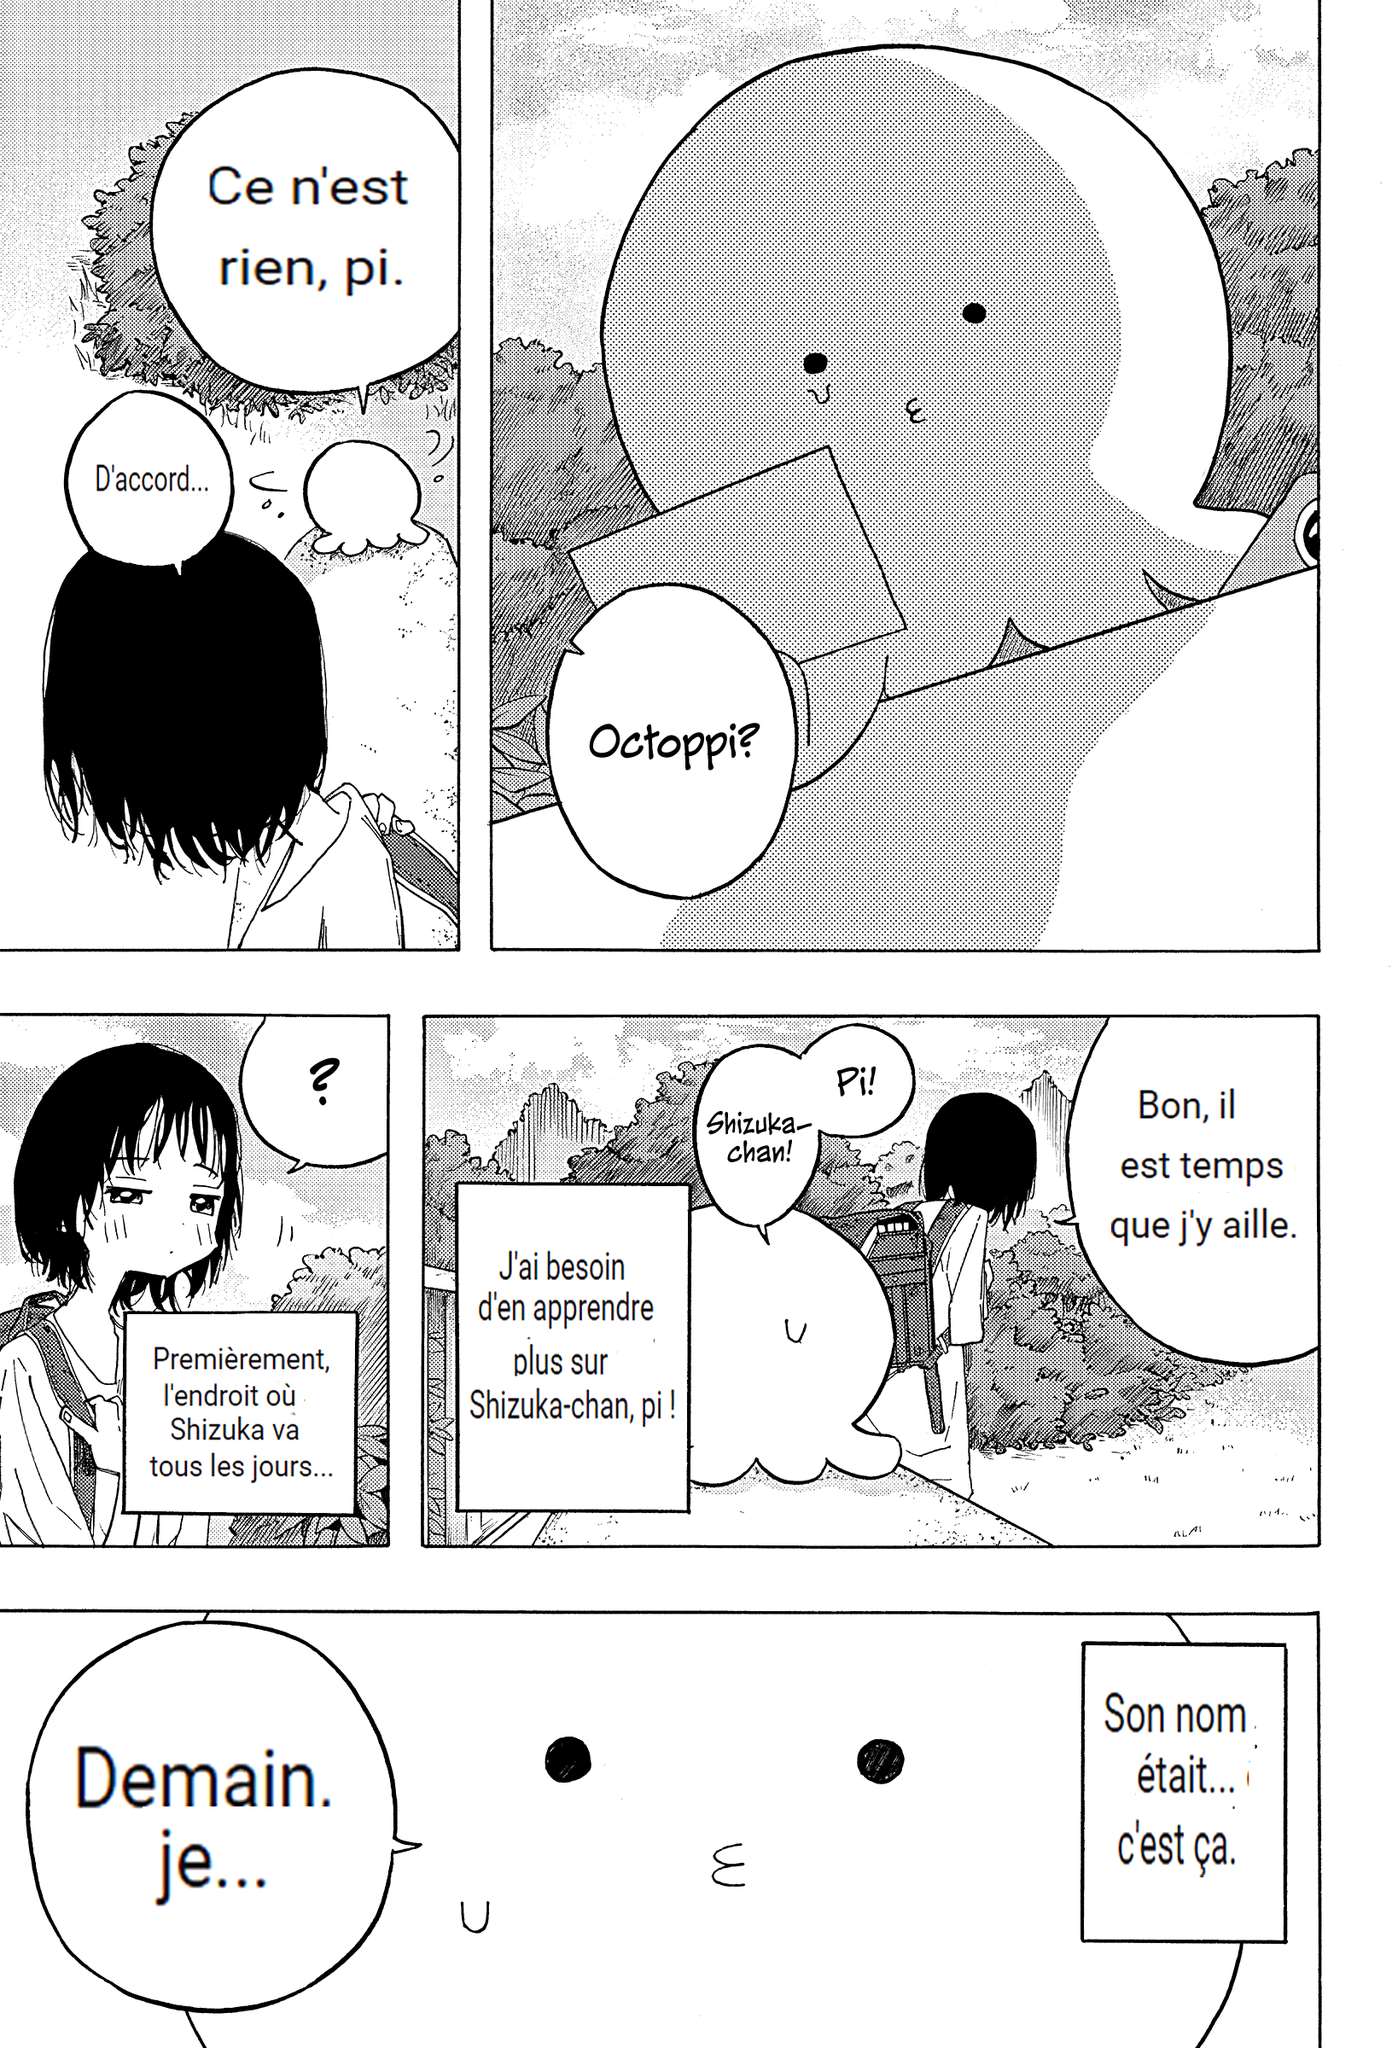 Octoppi?
Ce n'est
rien, pi.
D'accord...
Bon, il
est temps
que j'y aille.
Pi!
Shizuka-
chan!
J'ai besoin
d'en apprendre
plus sur
Shizuka-chan, pi !
?
Premièrement,
l'endroit où
Shizuka va
tous les jours...
Son nom
était...
c'est ça.
Demain.
je...